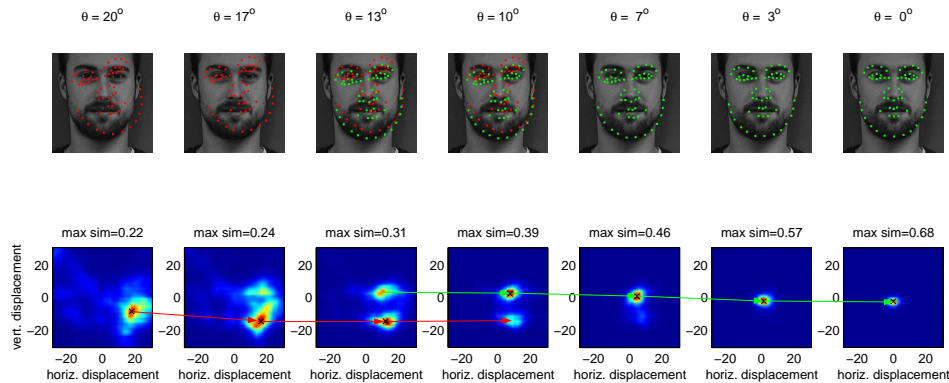 θ = 20° θ = 17° θ = 13° θ = 10° θ = 7° θ = 3° θ = 0°
max sim=0.22 max sim=0.24 max sim=0.31 max sim=0.39 max sim=0.46 max sim=0.57 max sim=0.68
vert. displacement
20 20 20 20 20 20 20
0 0 0 0 0 0 0
−20 −20 −20 −20 −20 −20 −20
−20 0 20 −20 0 20 −20 0 20 −20 0 20 −20 0 20 −20 0 20 −20 0 20
horiz. displacement horiz. displacement horiz. displacement horiz. displacement horiz. displacement horiz. displacement horiz. displacement